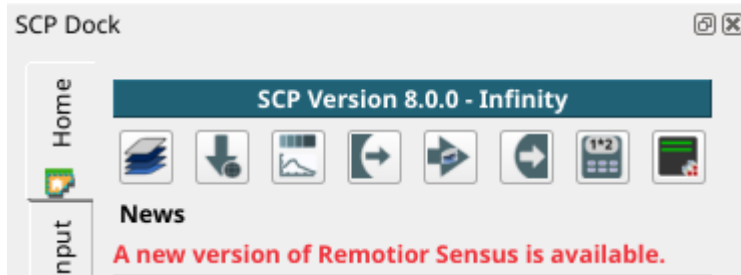 SCP Dock
Home
SCP Version 8.0.0 - Infinity
1*2
News
A new version of Remotior Sensus is available.